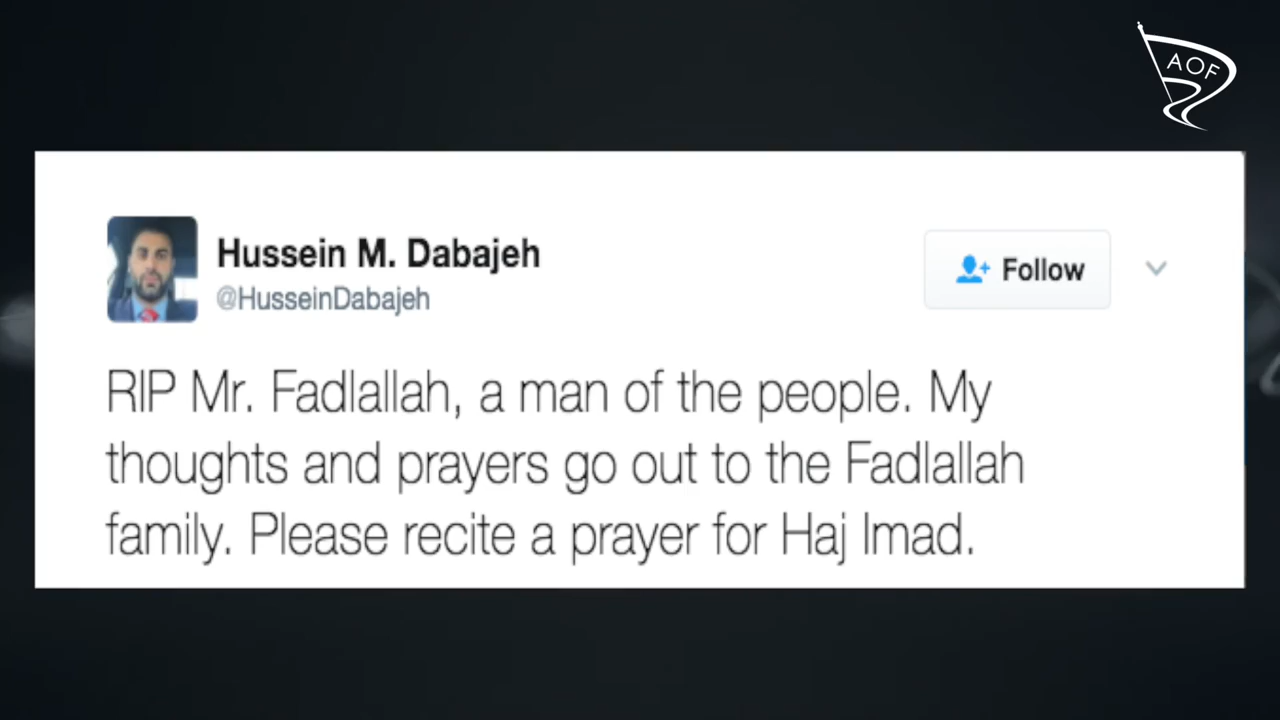 AOF
Hussein M. Dabajeh
@HusseinDabajeh
Follow
RIP Mr. Fadlallah, a man of the people. My
thoughts and prayers go out to the Fadlallah
family. Please recite a prayer for Haj Imad.